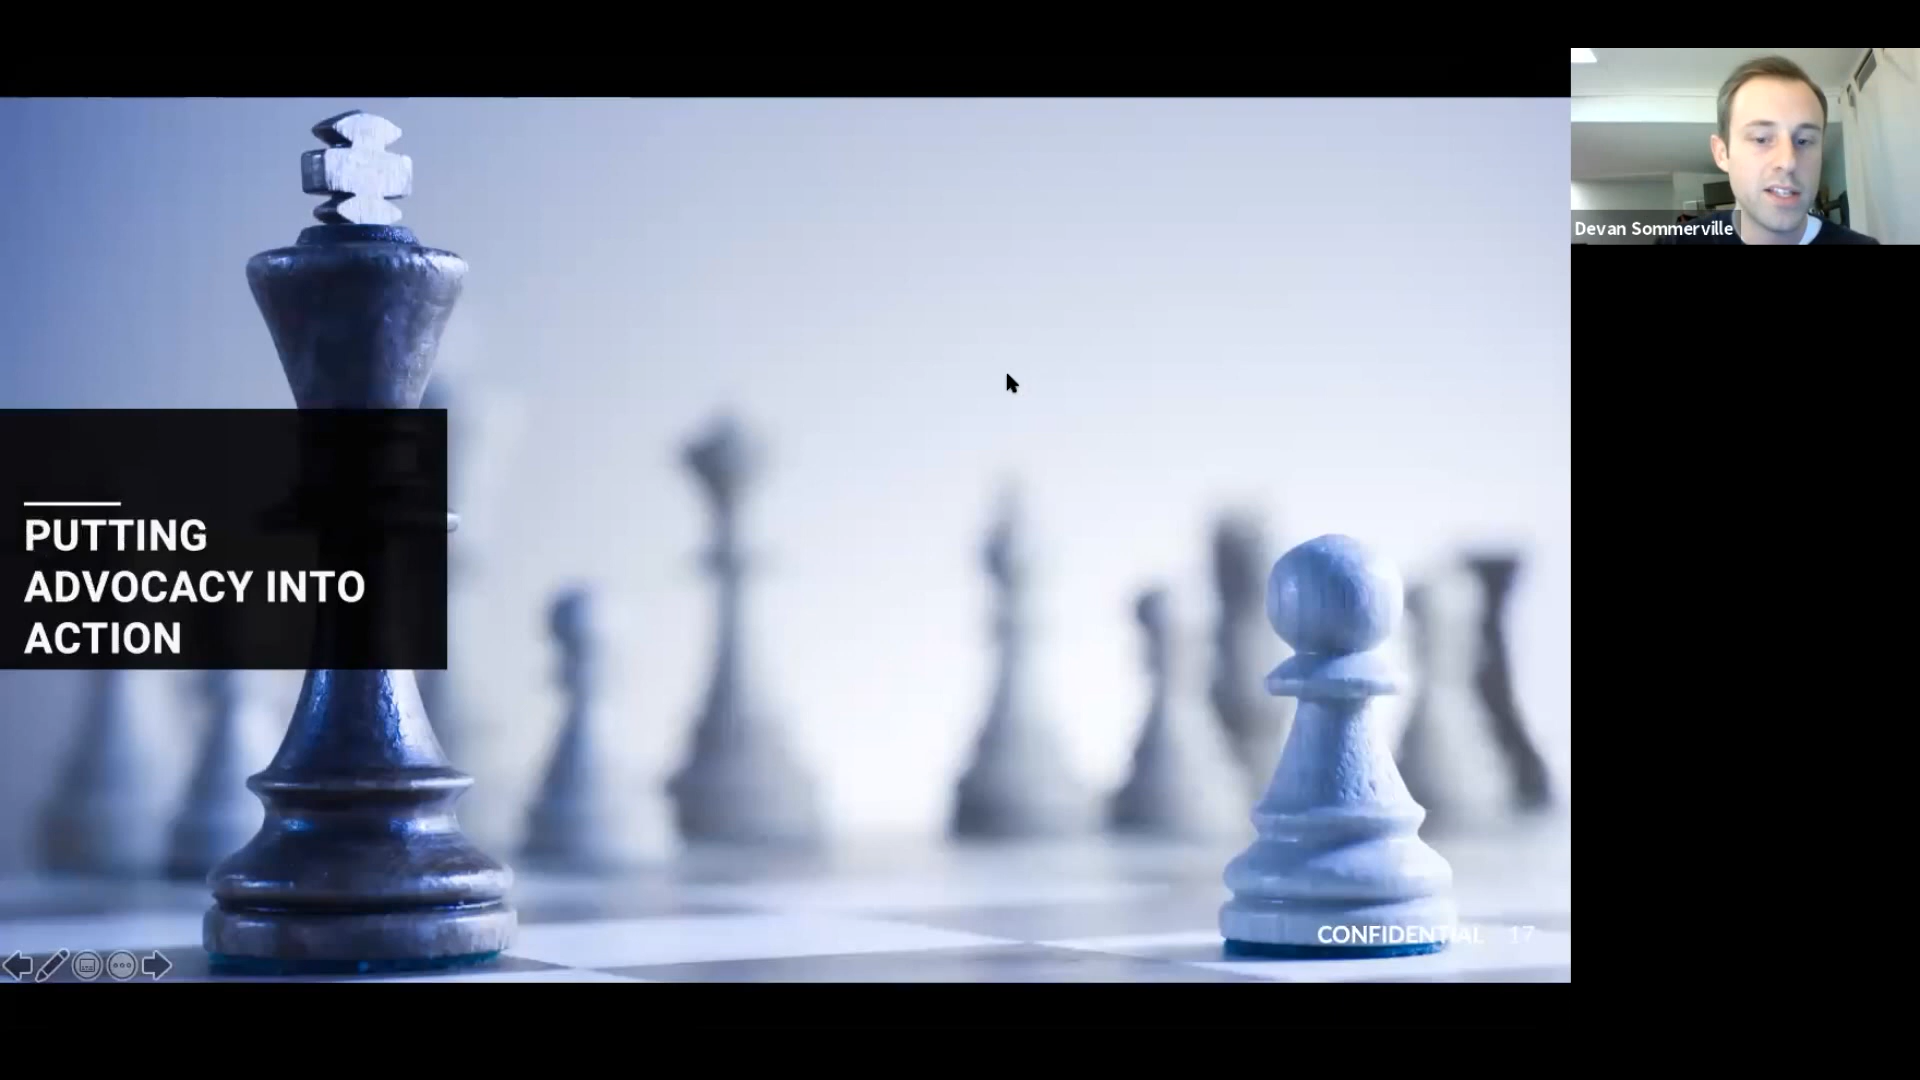 Devan Sommerville
PUTTING
ADVOCACY INTO
ACTION
CONFIDENTIAL 17